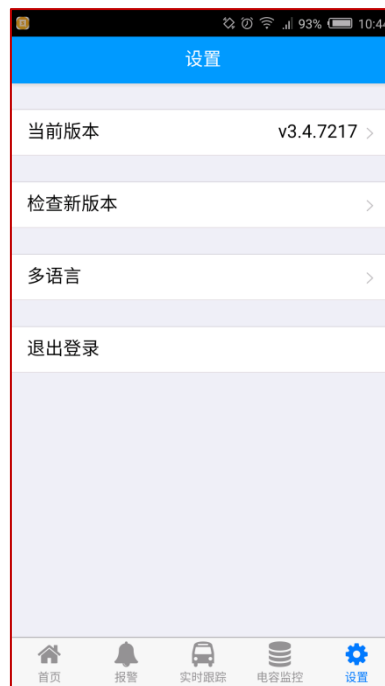 93% 10:44
设置
当前版本 v3.4.7217
检查新版本
多语言
退出登录
首页 报警 实时跟踪 电容监控 设置